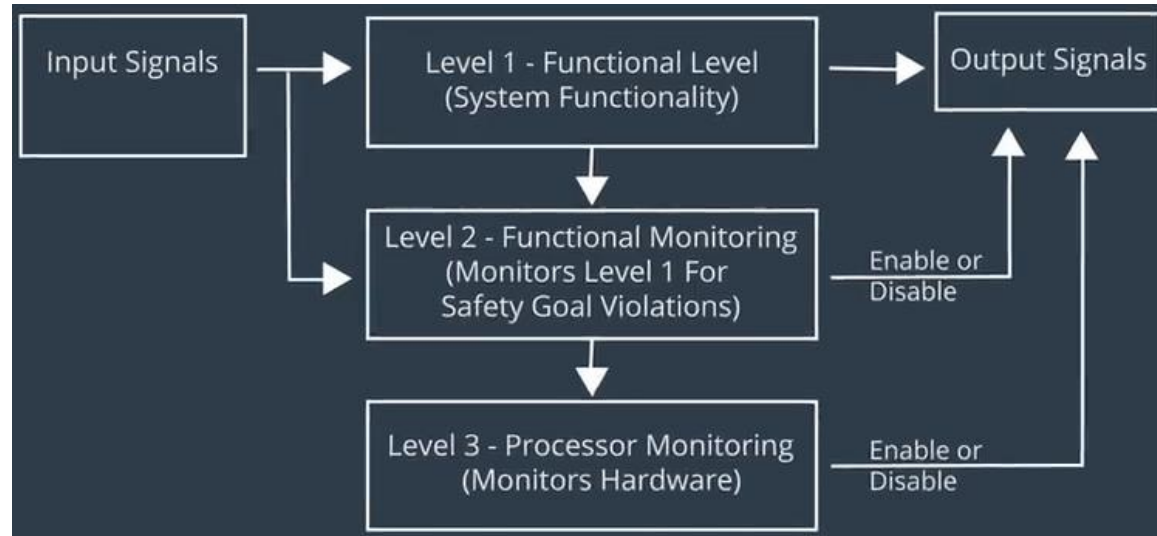 Input Signals
Level 1 - Functional Level
(System Functionality)
Output Signals
Level 2 - Functional Monitoring
(Monitors Level 1 For
Safety Goal Violations)
Enable or
Disable
Level 3 - Processor Monitoring
(Monitors Hardware)
Enable or
Disable